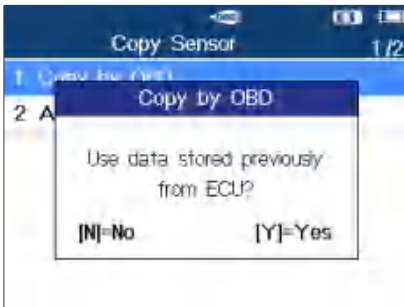 Copy Sensor 1/2
1 Copy by OBD
2 A
Copy by OBD
Use data stored previously
from ECU?
[N]=No [Y]=Yes